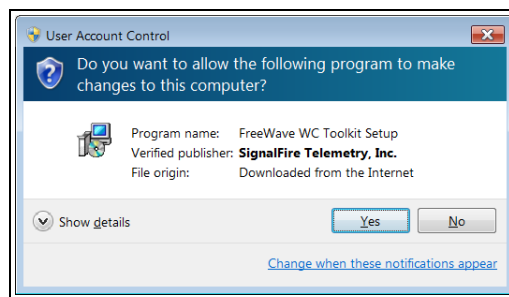 User Account Control
Do you want to allow the following program to make
changes to this computer?
Program name: FreeWave WC Toolkit Setup
Verified publisher: SignalFire Telemetry, Inc.
File origin: Downloaded from the Internet
Show details
Yes No
Change when these notifications appear